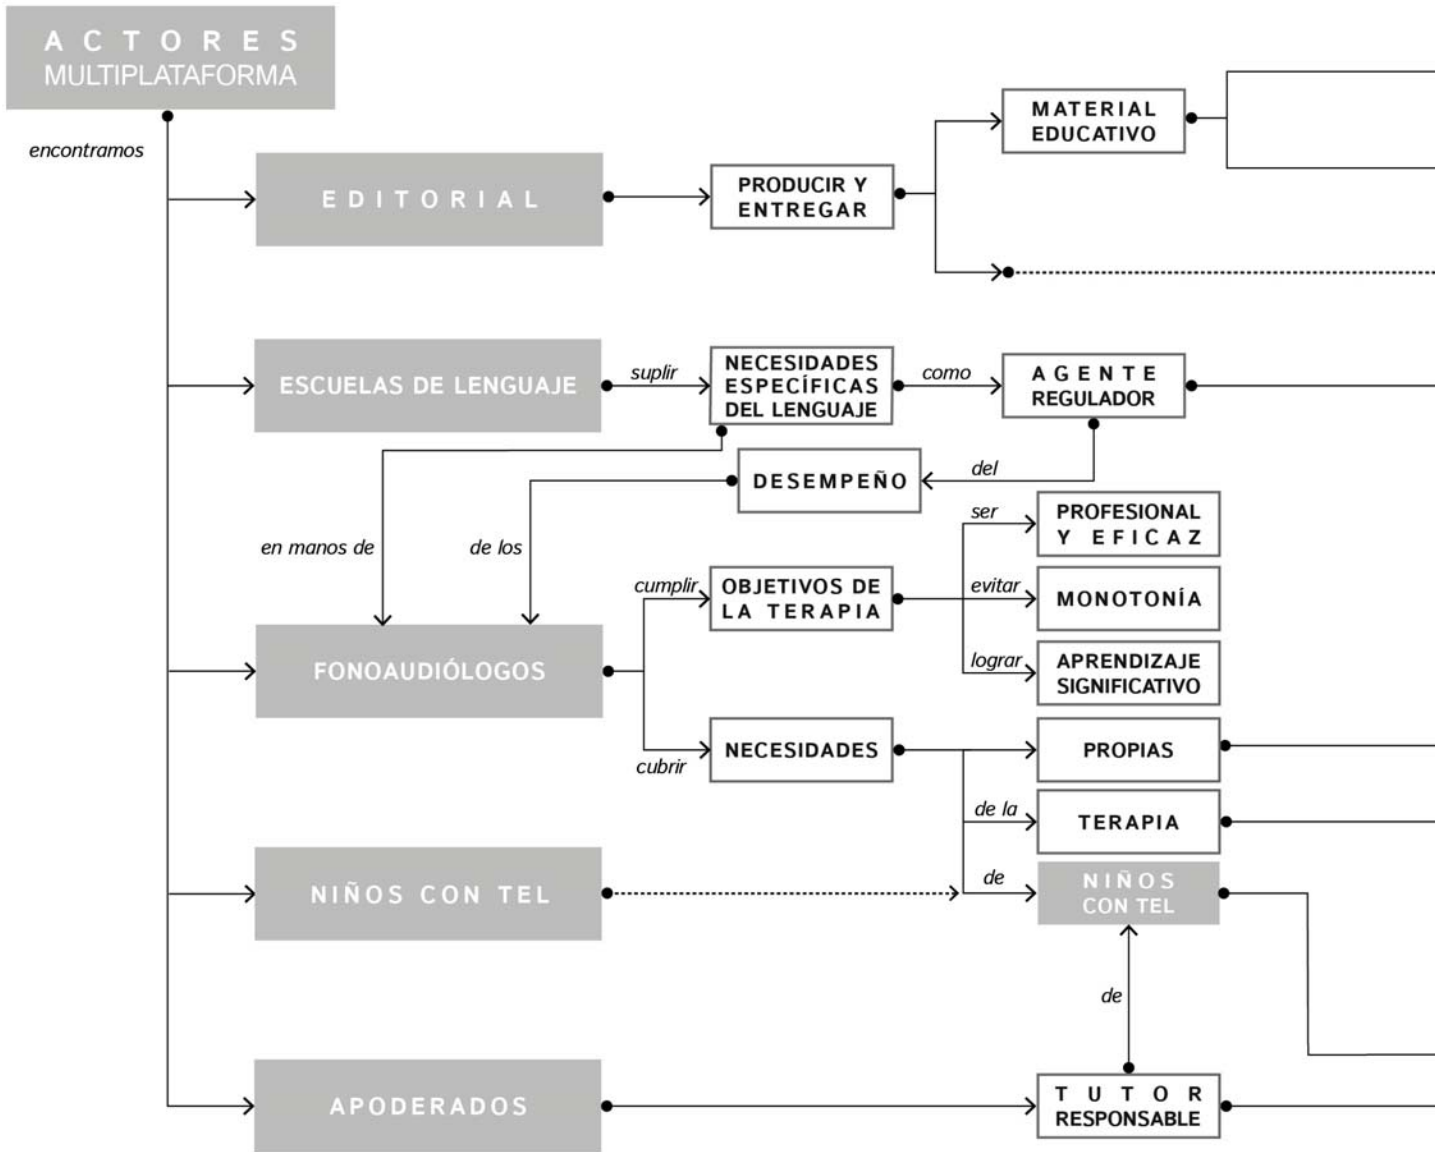 ACTORES
MULTIPLATAFORMA
encontramos
EDITORIAL
PRODUCIR Y
ENTREGAR
MATERIAL
EDUCATIVO
ESCUELAS DE LENGUAJE
suplir
NECESIDADES
ESPECÍFICAS
DEL LENGUAJE
como
AGENTE
REGULADOR
del
DESEMPEÑO
en manos de
de los
FONOAUDIÓLOGOS
cumplir
OBJETIVOS DE
LA TERAPIA
ser
PROFESIONAL
Y EFICAZ
evitar
MONOTONÍA
lograr
APRENDIZAJE
SIGNIFICATIVO
cubrir
NECESIDADES
PROPIAS
de la
TERAPIA
de
NIÑOS
CON TEL
NIÑOS CON TEL
de
APODERADOS
TUTOR
RESPONSABLE